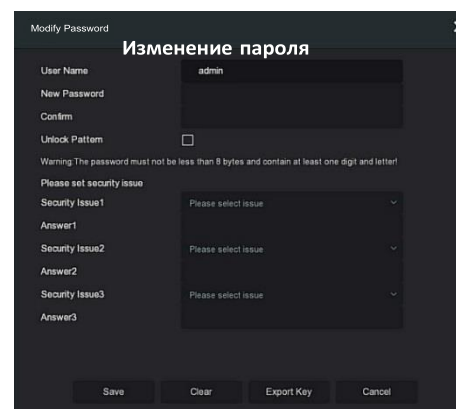 Modify Password
Изменение пароля
User Name admin
New Password
Confirm
Unlock Pattern
Warning:The password must not be less than 8 bytes and contain at least one digit and letter!
Please set security issue
Security Issue1 Please select issue
Answer1
Security Issue2 Please select issue
Answer2
Security Issue3 Please select issue
Answer3
Save Clear Export Key Cancel